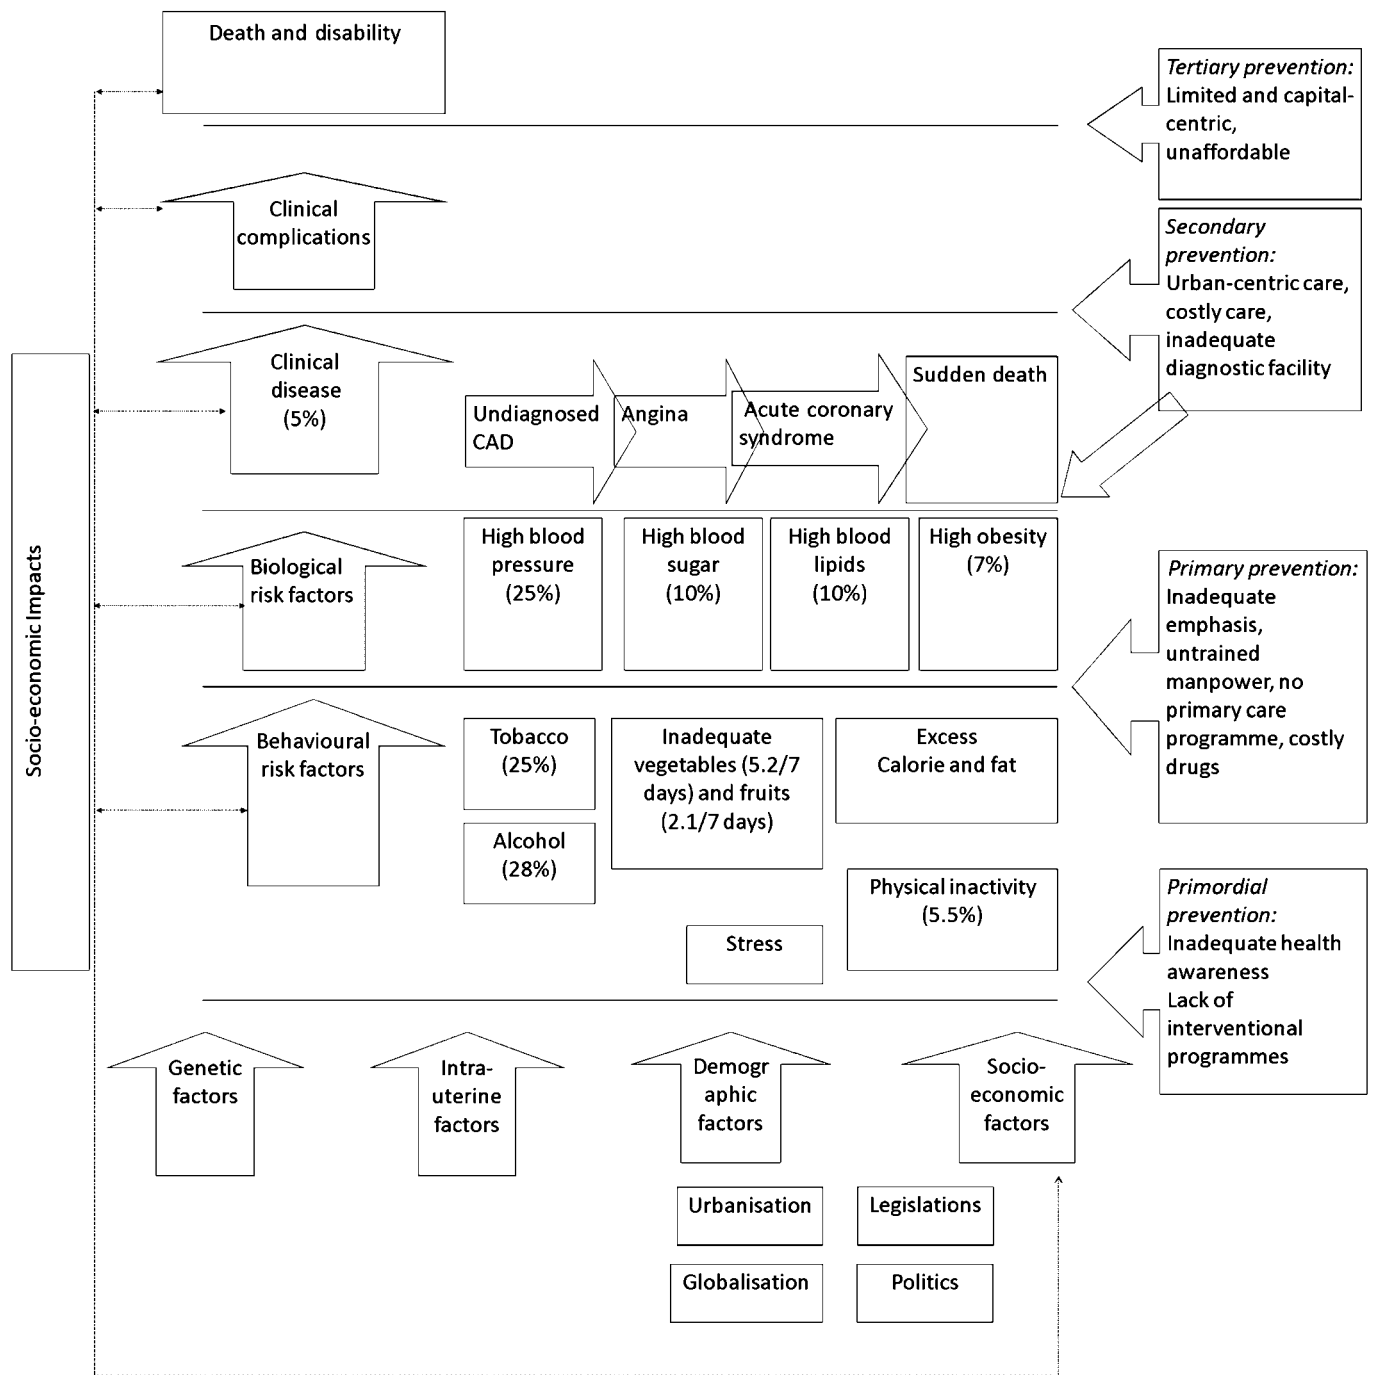 Death and disability
Tertiary prevention:
Limited and capital-
centric,
unaffordable
Clinical
complications
Secondary
prevention:
Urban-centric care,
costly care,
inadequate
diagnostic facility
Socio-economic Impacts
Clinical
disease
(5%)
Undiagnosed
CAD
Angina
Acute coronary
syndrome
Sudden death
Biological
risk factors
High blood
pressure
(25%)
High blood
sugar
(10%)
High blood
lipids
(10%)
High obesity
(7%)
Primary prevention:
Inadequate
emphasis,
untrained
manpower, no
primary care
programme, costly
drugs
Behavioural
risk factors
Tobacco
(25%)
Alcohol
(28%)
Inadequate
vegetables (5.2/7
days) and fruits
(2.1/7 days)
Excess
Calorie and fat
Physical inactivity
(5.5%)
Stress
Primordial
prevention:
Inadequate health
awareness
Lack of
interventional
programmes
Genetic
factors
Intra-
uterine
factors
Demogr
aphic
factors
Socio-
economic
factors
Urbanisation
Legislations
Globalisation
Politics